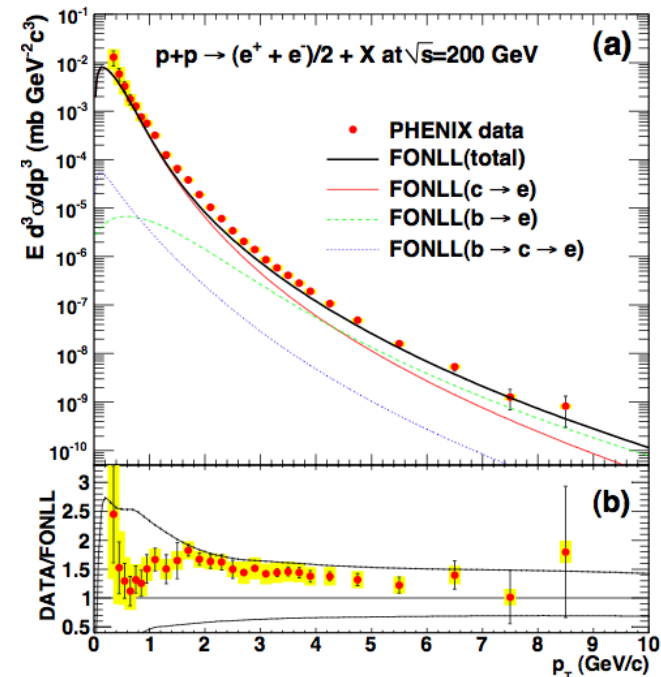 (a)
p+p → (e⁺ + e⁻)/2 + X at √s=200 GeV
PHENIX data
FONLL(total)
FONLL(c → e)
FONLL(b → e)
FONLL(b → c → e)
E d³σ/dp³ (mb GeV⁻²c³)
10⁻²
10⁻³
10⁻⁴
10⁻⁵
10⁻⁶
10⁻⁷
10⁻⁸
10⁻⁹
10⁻¹⁰
(b)
DATA/FONLL
3
2.5
2
1.5
1
0.5
0 1 2 3 4 5 6 7 8 9 10
p_T (GeV/c)